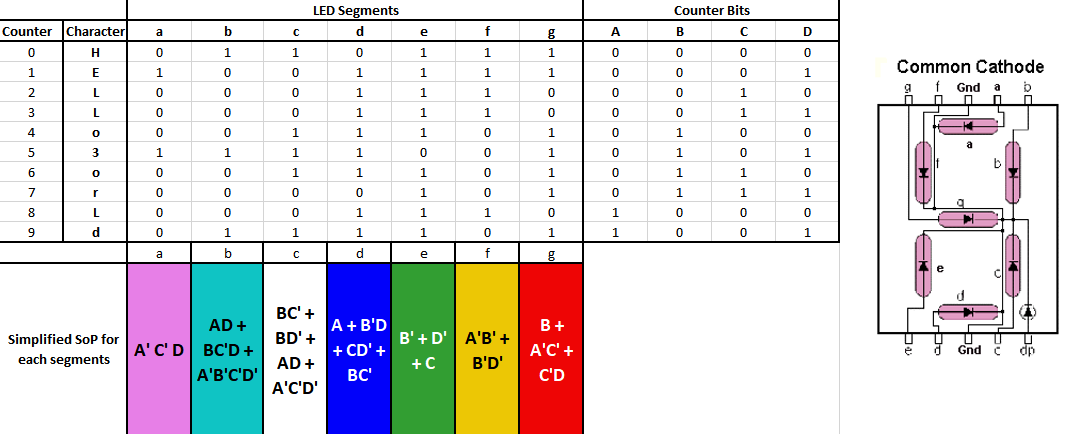 LED Segments Counter Bits
Counter Character a b c d e f g A B C D
0 H 0 1 1 0 1 1 1 0 0 0 0
1 E 1 0 0 1 1 1 1 0 0 0 1
2 L 0 0 0 1 1 1 0 0 0 1 0
3 L 0 0 0 1 1 1 0 0 0 1 1
4 o 0 0 1 1 1 0 1 0 1 0 0
5 3 1 1 1 1 0 0 1 0 1 0 1
6 o 0 0 1 1 1 0 1 0 1 1 0
7 r 0 0 0 0 1 0 1 0 1 1 1
8 L 0 0 0 1 1 1 0 1 0 0 0
9 d 0 1 1 1 1 0 1 1 0 0 1
a b c d e f g
Simplified SoP for
each segments
A' C' D
AD +
BC'D +
A'B'C'D'
BC' +
BD' +
AD +
A'C'D'
A + B'D
+ CD' +
BC'
B' + D'
+ C
A'B' +
B'D'
B +
A'C' +
C'D
Common Cathode
g f Gnd a b
a
f b
g
e c
d
e d Gnd c dp